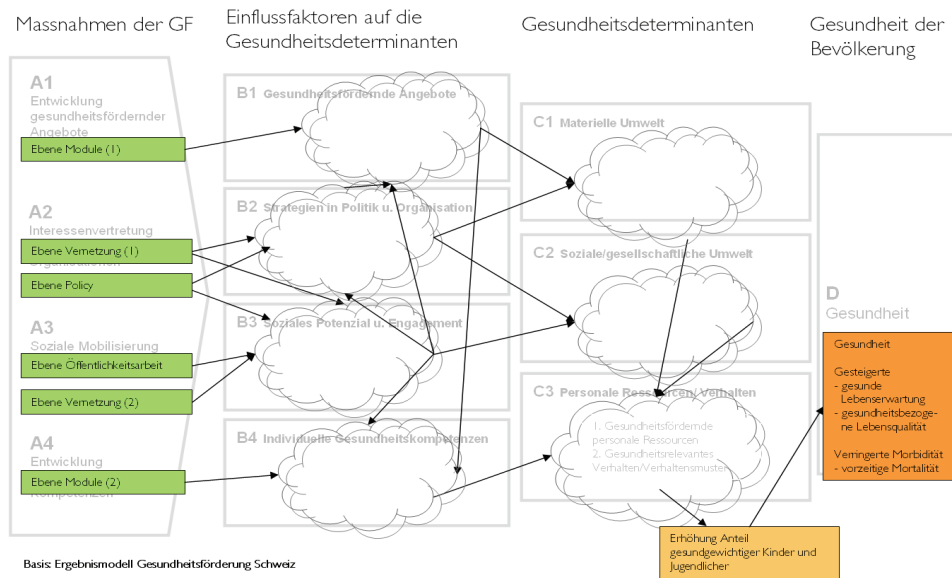 Massnahmen der GF
Einflussfaktoren auf die
Gesundheitsdeterminanten
Gesundheitsdeterminanten
Gesundheit der
Bevölkerung
A1
Entwicklung
gesundheitsfördernder
Angebote
Ebene Module (1)
A2
Interessenvertretung
Ebene Vernetzung (1)
Ebene Policy
A3
Soziale Mobilisierung
Ebene Öffentlichkeitsarbeit
Ebene Vernetzung (2)
A4
Entwicklung
Ebene Module (2)
B1 Gesundheitsfördernde Angebote
B2 Strategien in Politik u. Organisation
B3 Soziales Potenzial u. Engagement
B4 Individuelle Gesundheitskompetenzen
C1 Materielle Umwelt
C2 Soziale/gesellschaftliche Umwelt
C3 Personale Ressourcen/ Verhalten
1. Gesundheitsfördernde
personale Ressourcen
2. Gesundheitsrelevantes
Verhalten/Verhaltensmuster
D
Gesundheit
Gesundheit
Gesteigerte
- gesunde
Lebenserwartung
- gesundheitsbezoge-
ne Lebensqualität
Verringerte Morbidität
- vorzeitige Mortalität
Erhöhung Anteil
gesundgewichtiger Kinder und
Jugendlicher
Basis: Ergebnismodell Gesundheitsförderung Schweiz